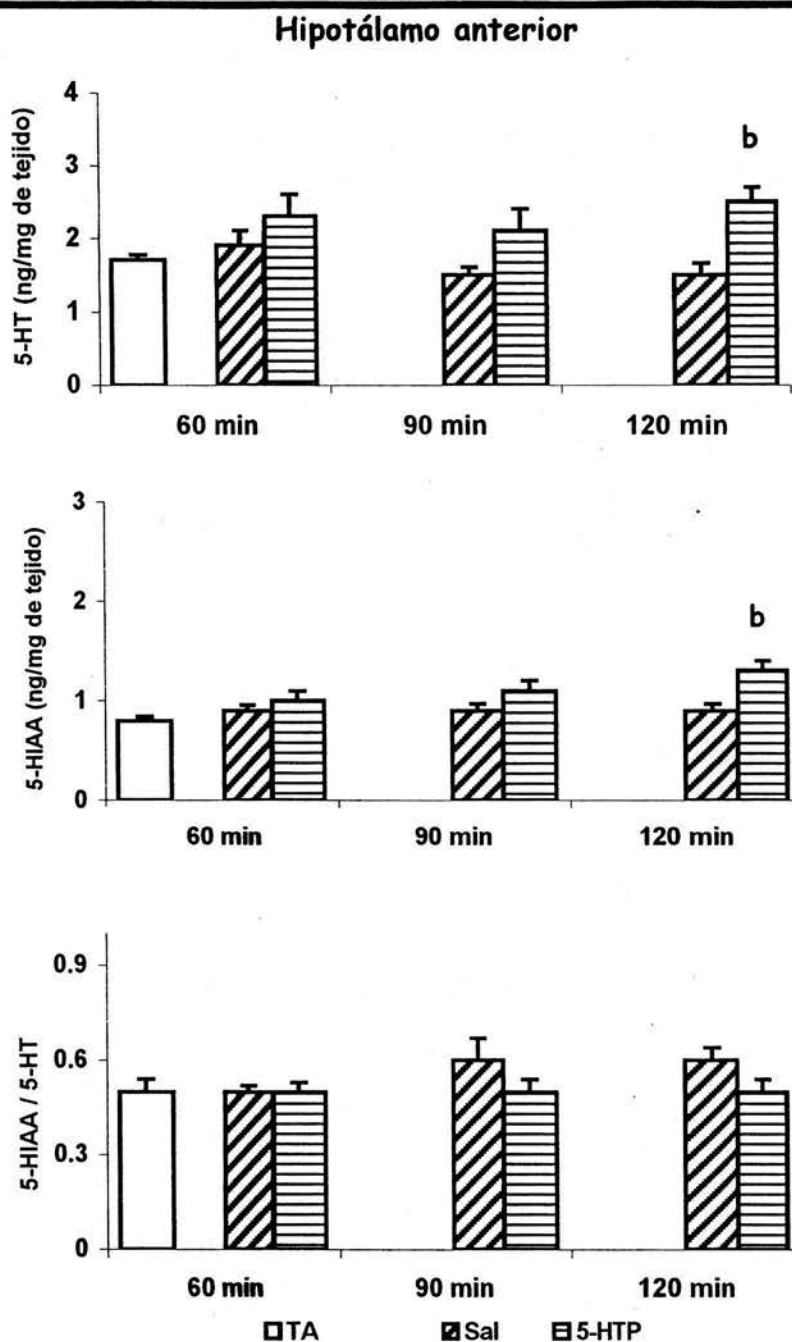 Hipotálamo anterior
5-HT (ng/mg de tejido)
4
3
2
1
0
b
60 min 90 min 120 min
5-HIAA (ng/mg de tejido)
3
2
1
0
b
60 min 90 min 120 min
5-HIAA / 5-HT
0.9
0.6
0.3
0
60 min 90 min 120 min
TA Sal 5-HTP